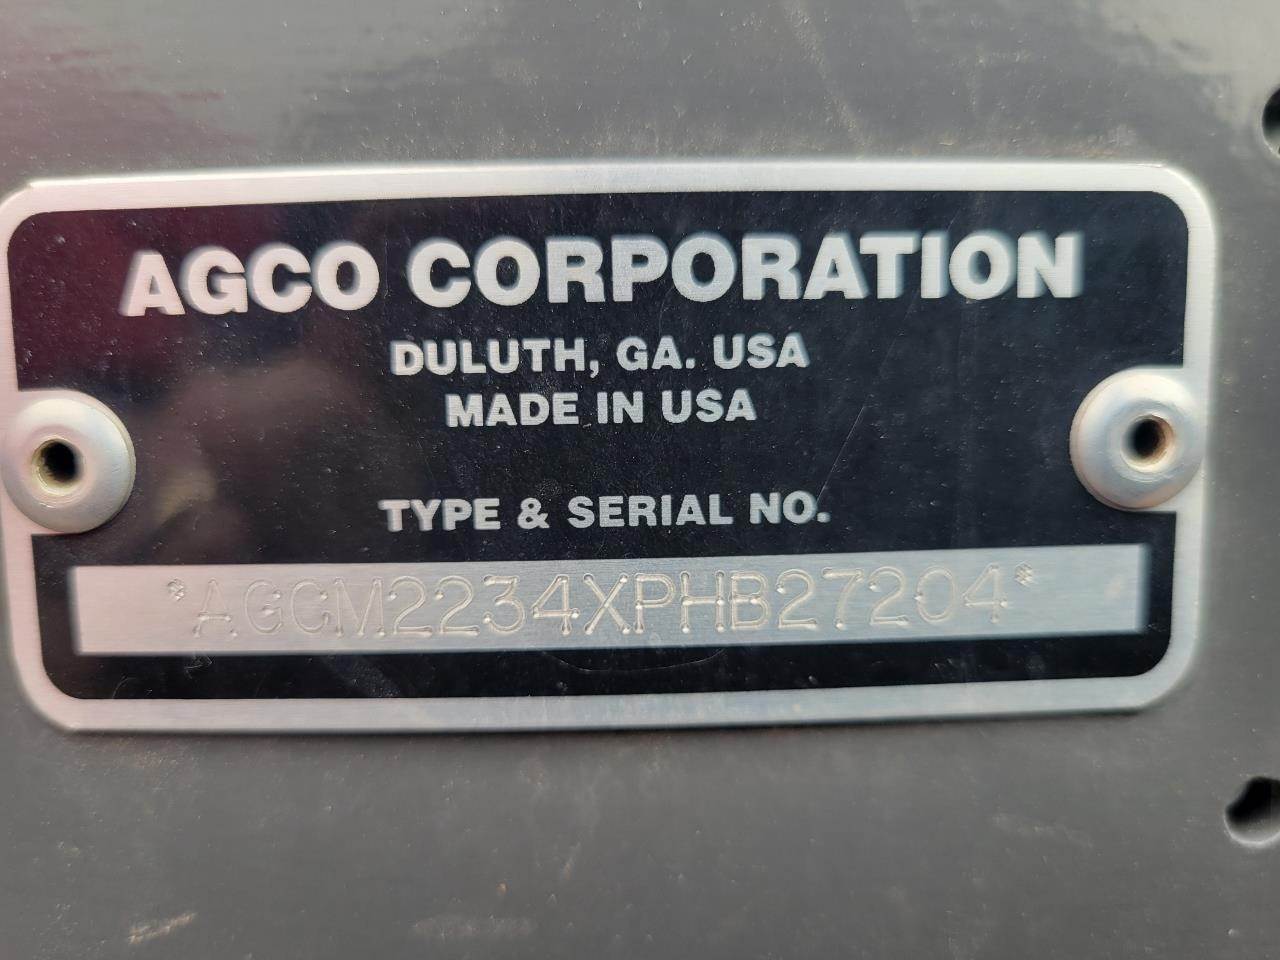 AGCO CORPORATION
DULUTH, GA. USA
MADE IN USA
TYPE & SERIAL NO.
*AGCM2234XPHB27204*